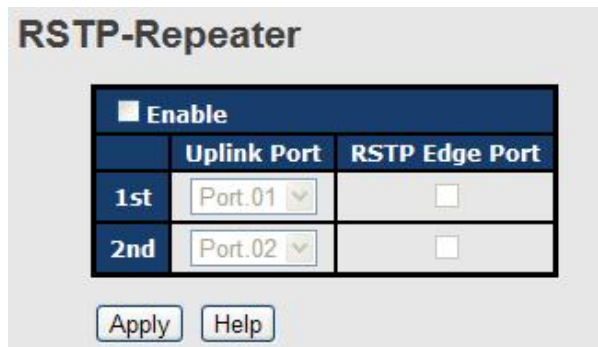 RSTP-Repeater
Enable
Uplink Port RSTP Edge Port
1st Port.01
2nd Port.02
Apply Help